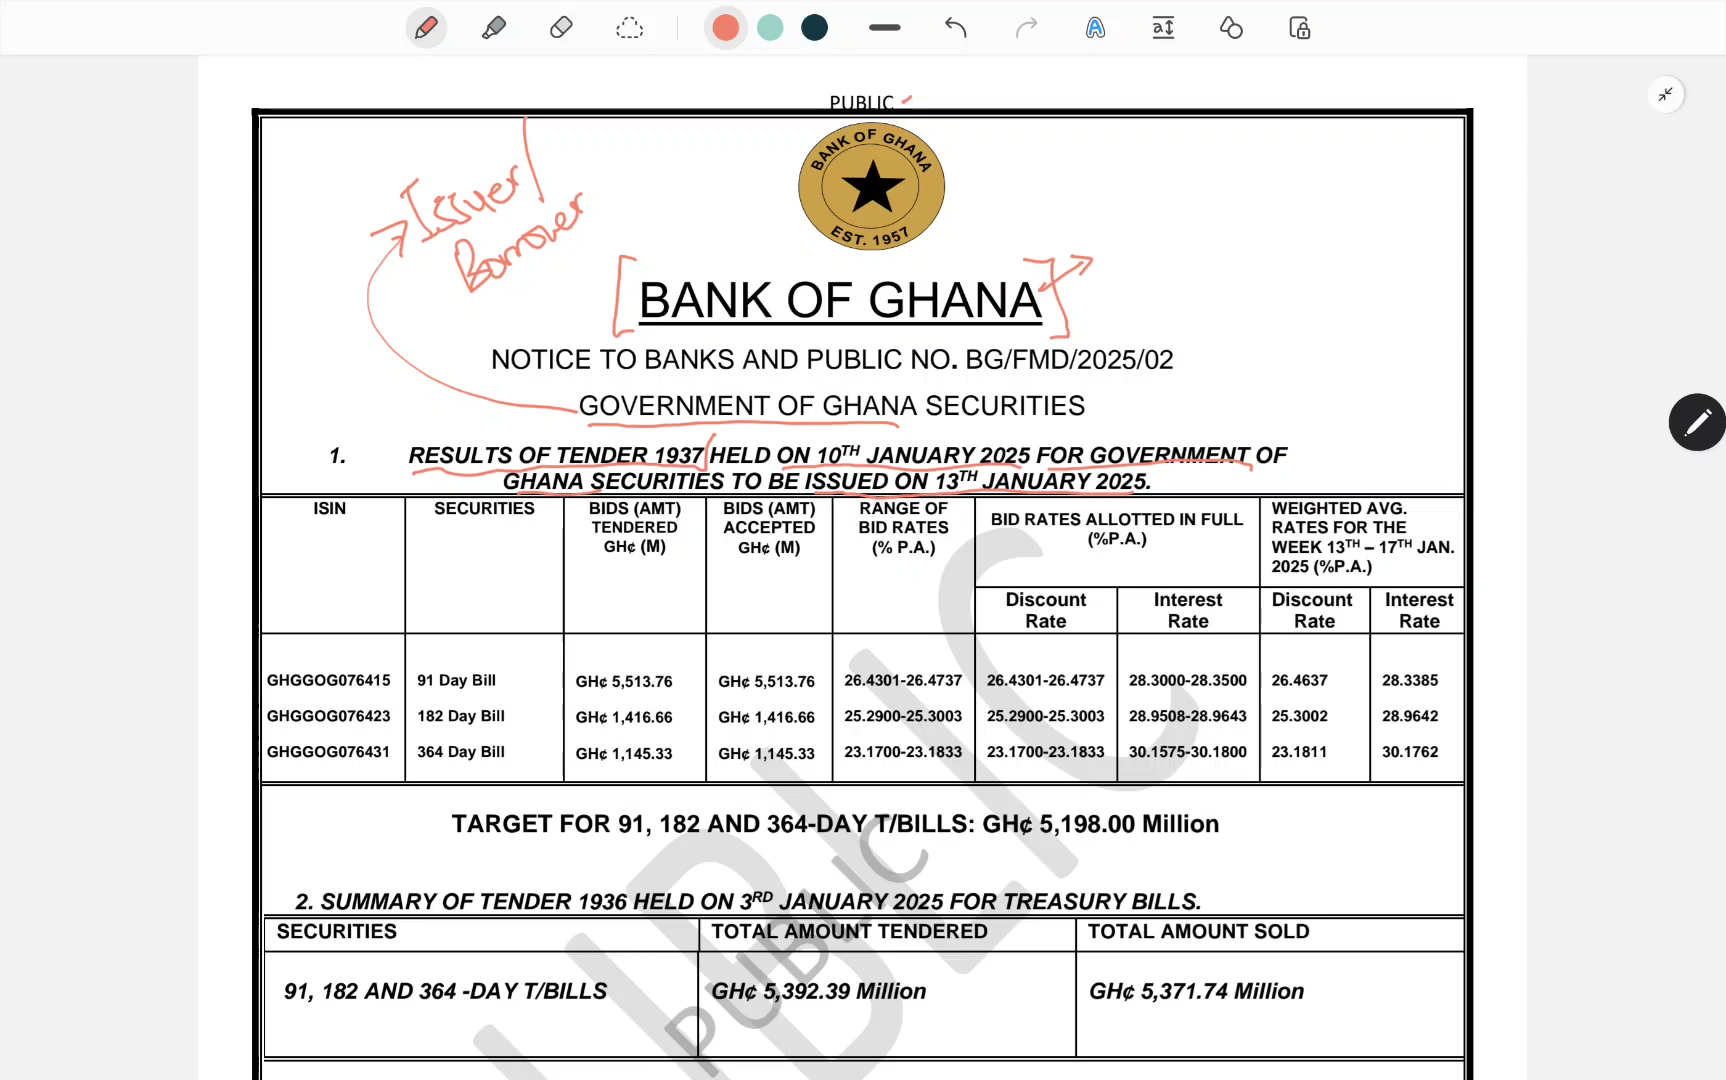 PUBLIC
BANK OF GHANA
EST. 1957
Issuer/
Borrower
[BANK OF GHANA]
NOTICE TO BANKS AND PUBLIC NO. BG/FMD/2025/02
GOVERNMENT OF GHANA SECURITIES
1. RESULTS OF TENDER 1937 HELD ON 10TH JANUARY 2025 FOR GOVERNMENT OF
GHANA SECURITIES TO BE ISSUED ON 13TH JANUARY 2025.
ISIN SECURITIES BIDS (AMT) TENDERED GH¢ (M) BIDS (AMT) ACCEPTED GH¢ (M) RANGE OF BID RATES (% P.A.) BID RATES ALLOTTED IN FULL (%P.A.) WEIGHTED AVG. RATES FOR THE WEEK 13TH – 17TH JAN. 2025 (%P.A.)
Discount Rate Interest Rate Discount Rate Interest Rate
GHGGOG076415 91 Day Bill GH¢ 5,513.76 GH¢ 5,513.76 26.4301-26.4737 26.4301-26.4737 28.3000-28.3500 26.4637 28.3385
GHGGOG076423 182 Day Bill GH¢ 1,416.66 GH¢ 1,416.66 25.2900-25.3003 25.2900-25.3003 28.9508-28.9643 25.3002 28.9642
GHGGOG076431 364 Day Bill GH¢ 1,145.33 GH¢ 1,145.33 23.1700-23.1833 23.1700-23.1833 30.1575-30.1800 23.1811 30.1762
TARGET FOR 91, 182 AND 364-DAY T/BILLS: GH¢ 5,198.00 Million
2. SUMMARY OF TENDER 1936 HELD ON 3RD JANUARY 2025 FOR TREASURY BILLS.
SECURITIES TOTAL AMOUNT TENDERED TOTAL AMOUNT SOLD
91, 182 AND 364 -DAY T/BILLS GH¢ 5,392.39 Million GH¢ 5,371.74 Million
PUBLIC